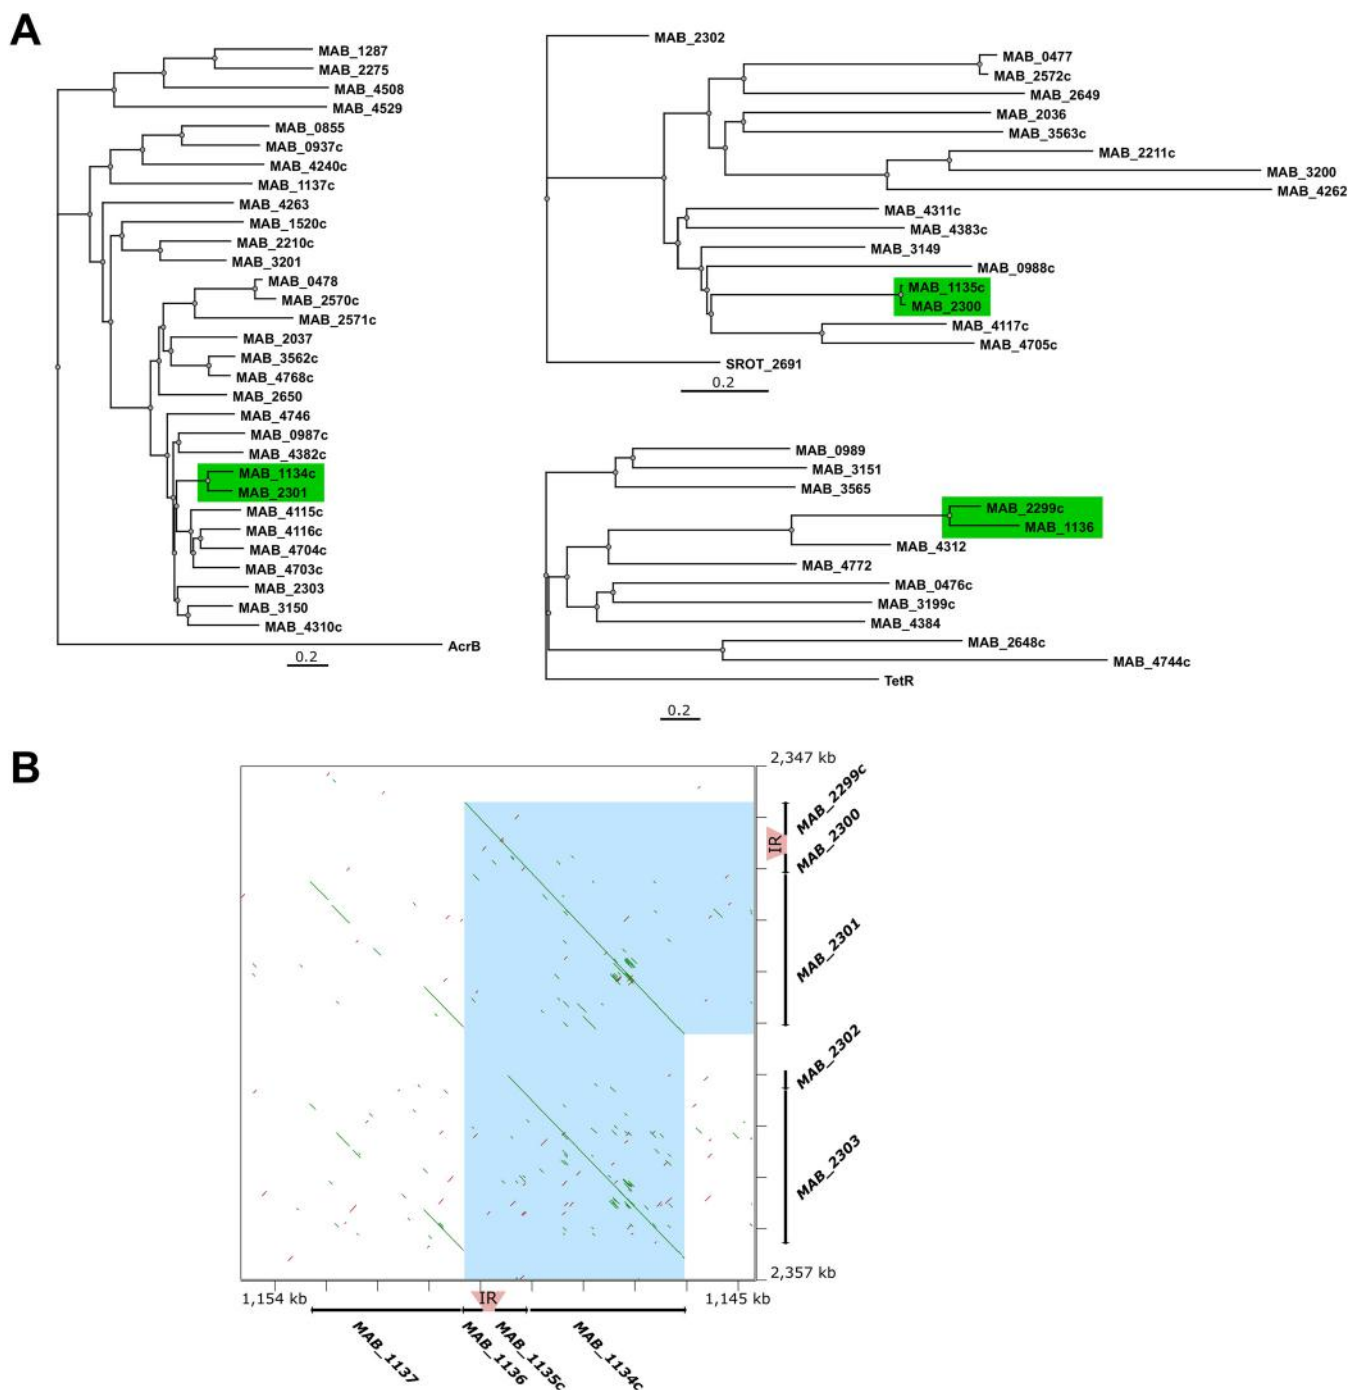 A
MAB_1287
MAB_2275
MAB_4508
MAB_4529
MAB_0855
MAB_0937c
MAB_4240c
MAB_1137c
MAB_4263
MAB_1520c
MAB_2210c
MAB_3201
MAB_0478
MAB_2570c
MAB_2571c
MAB_2037
MAB_3562c
MAB_4768c
MAB_2650
MAB_4746
MAB_0987c
MAB_4382c
MAB_1134c
MAB_2301
MAB_4115c
MAB_4116c
MAB_4704c
MAB_4703c
MAB_2303
MAB_3150
MAB_4310c
AcrB
0.2
MAB_2302
MAB_0477
MAB_2572c
MAB_2649
MAB_2036
MAB_3563c
MAB_2211c
MAB_3200
MAB_4262
MAB_4311c
MAB_4383c
MAB_3149
MAB_0988c
MAB_1135c
MAB_2300
MAB_4117c
MAB_4705c
SROT_2691
0.2
MAB_0989
MAB_3151
MAB_3565
MAB_2299c
MAB_1136
MAB_4312
MAB_4772
MAB_0476c
MAB_3199c
MAB_4384
MAB_2648c
MAB_4744c
TetR
0.2
B
2,347 kb
MAB_2299c
IR
MAB_2300
MAB_2301
MAB_2302
MAB_2303
2,357 kb
1,154 kb
IR
1,145 kb
MAB_1137
MAB_1136
MAB_1135c
MAB_1134c